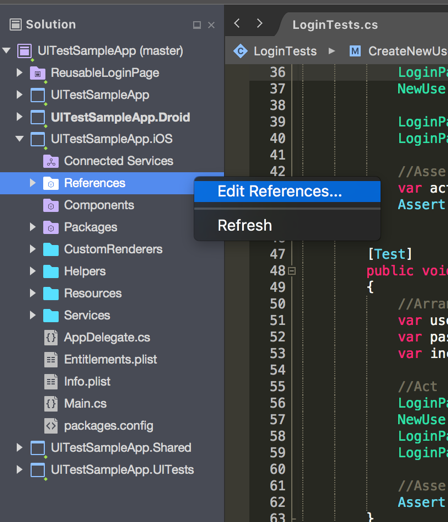 Solution
UITestSampleApp (master)
ReusableLoginPage
UITestSampleApp
UITestSampleApp.Droid
UITestSampleApp.iOS
Connected Services
References
Components
Packages
CustomRenderers
Helpers
Resources
Services
AppDelegate.cs
Entitlements.plist
Info.plist
Main.cs
packages.config
UITestSampleApp.Shared
UITestSampleApp.UITests
Edit References...
Refresh
LoginTests.cs
LoginTests
M CreateNewUs
36 LoginPa
37 NewUse
38
39 LoginPa
40 LoginPa
41
42 //Asse
43 var act
44 Assert
47 [Test]
48 public voi
49 {
50 //Arran
51 var use
52 var pas
53 var ind
54
55 //Act
56 LoginPa
57 NewUse
58 LoginPa
59 LoginPa
60
61 //Asse
62 Assert
63 }